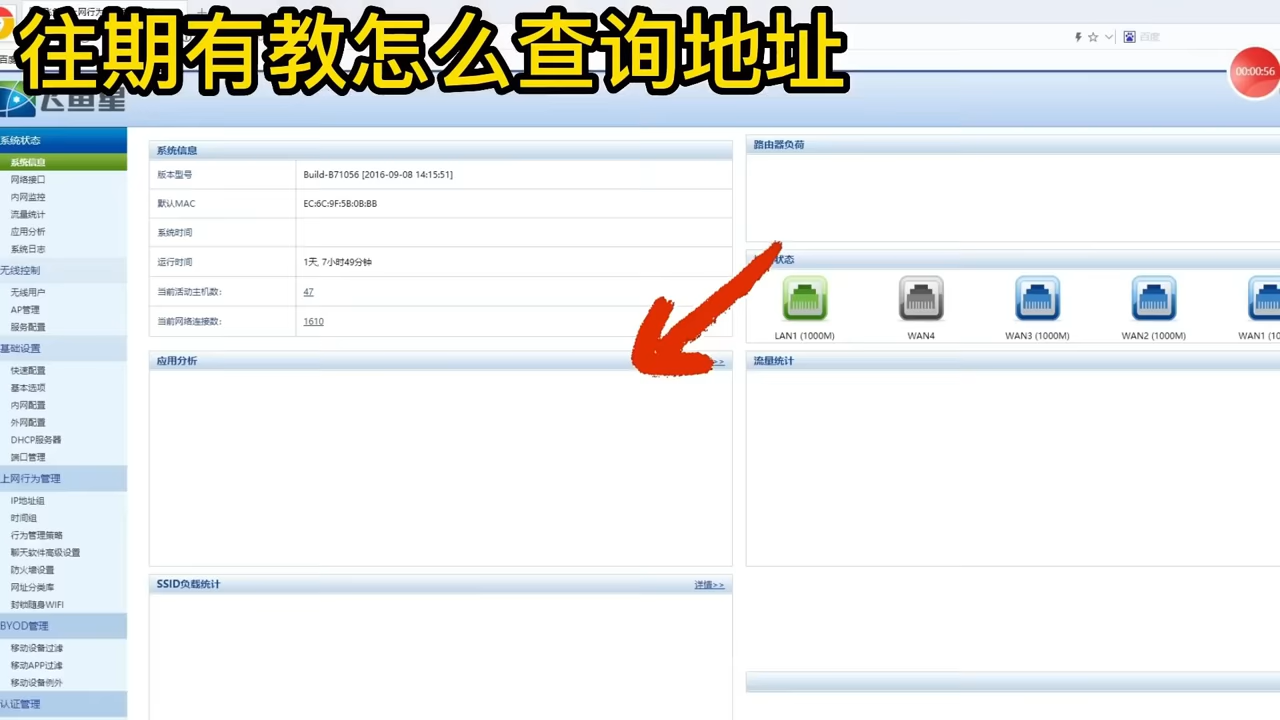 往期有教怎么查询地址
百度
00:00:56
飞鱼星
系统状态
系统信息
网络接口
内网监控
流量统计
应用分析
系统日志
无线控制
无线用户
AP管理
服务配置
基础设置
快速配置
基本选项
内网配置
外网配置
DHCP服务器
端口管理
上网行为管理
IP地址组
时间组
行为管理策略
聊天软件高级设置
防火墙设置
网址分类库
封锁随身WIFI
BYOD管理
移动设备过滤
移动APP过滤
移动设备例外
认证管理
系统信息
版本型号 Build-B71056 [2016-09-08 14:15:51]
默认MAC EC:6C:9F:5B:0B:BB
系统时间
运行时间 1天, 7小时49分钟
当前活动主机数: 47
当前网络连接数: 1610
应用分析 >>
SSID负载统计 详情>>
路由器负荷
状态
LAN1 (1000M) WAN4 WAN3 (1000M) WAN2 (1000M) WAN1 (10
流量统计